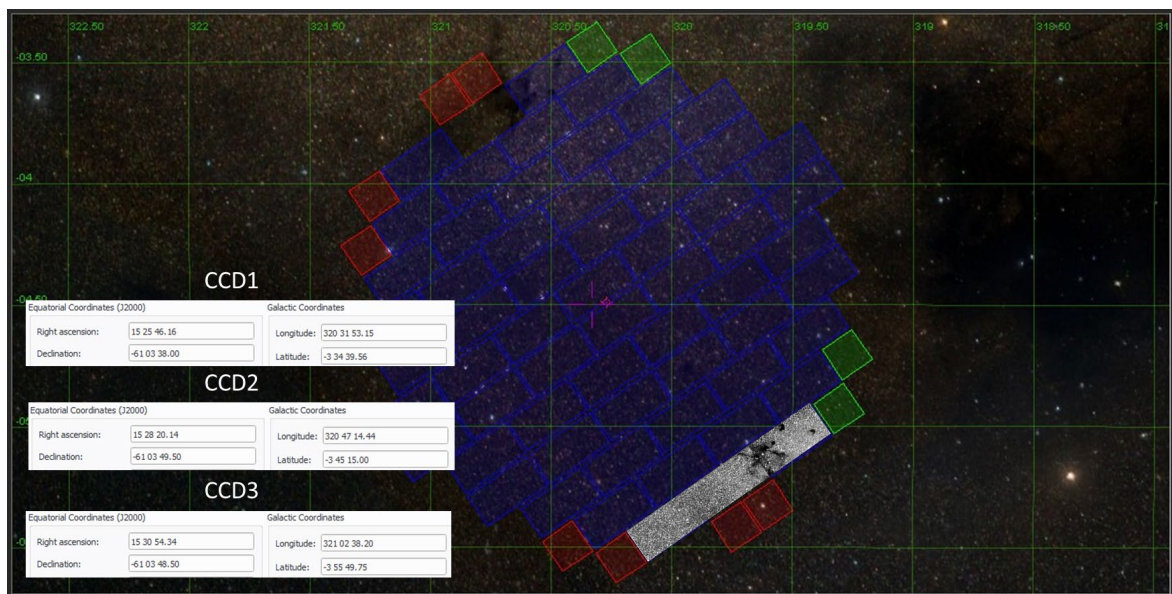 322.50 322 321.50 321 320.50 320 319.50 319 318.50 31
-03.50
-04
-04.50
CCD1
Equatorial Coordinates (J2000) Galactic Coordinates
Right ascension: 15 25 46.16 Longitude: 320 31 53.15
Declination: -61 03 38.00 Latitude: -3 34 39.56
CCD2
Equatorial Coordinates (J2000) Galactic Coordinates
Right ascension: 15 28 20.14 Longitude: 320 47 14.44
Declination: -61 03 49.50 Latitude: -3 45 15.00
CCD3
Equatorial Coordinates (J2000) Galactic Coordinates
Right ascension: 15 30 54.34 Longitude: 321 02 38.20
Declination: -61 03 48.50 Latitude: -3 55 49.75